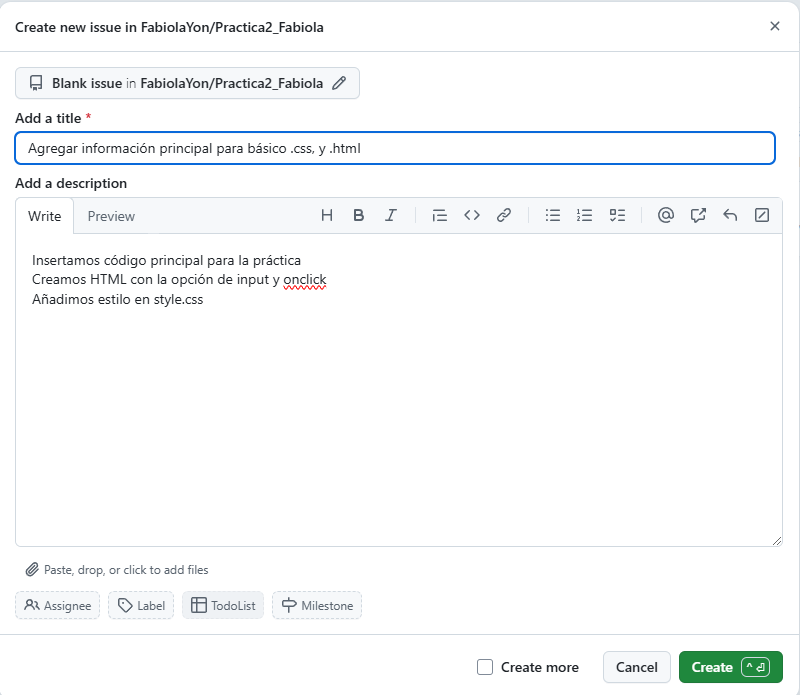 Create new issue in FabiolaYon/Practica2_Fabiola
Blank issue in FabiolaYon/Practica2_Fabiola
Add a title *
Agregar información principal para básico .css, y .html
Add a description
Write Preview
Insertamos código principal para la práctica
Creamos HTML con la opción de input y onclick
Añadimos estilo en style.css
Paste, drop, or click to add files
Assignee Label TodoList Milestone
Create more Cancel Create